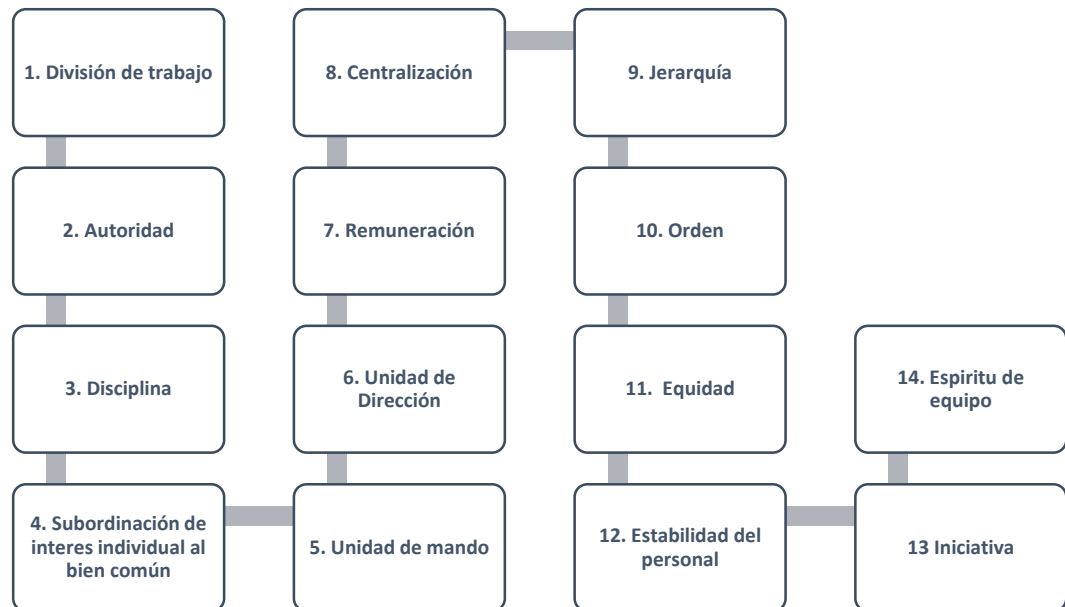 1. División de trabajo
2. Autoridad
3. Disciplina
4. Subordinación de
interes individual al
bien común
5. Unidad de mando
6. Unidad de
Dirección
7. Remuneración
8. Centralización
9. Jerarquía
10. Orden
11. Equidad
12. Estabilidad del
personal
13 Iniciativa
14. Espiritu de
equipo